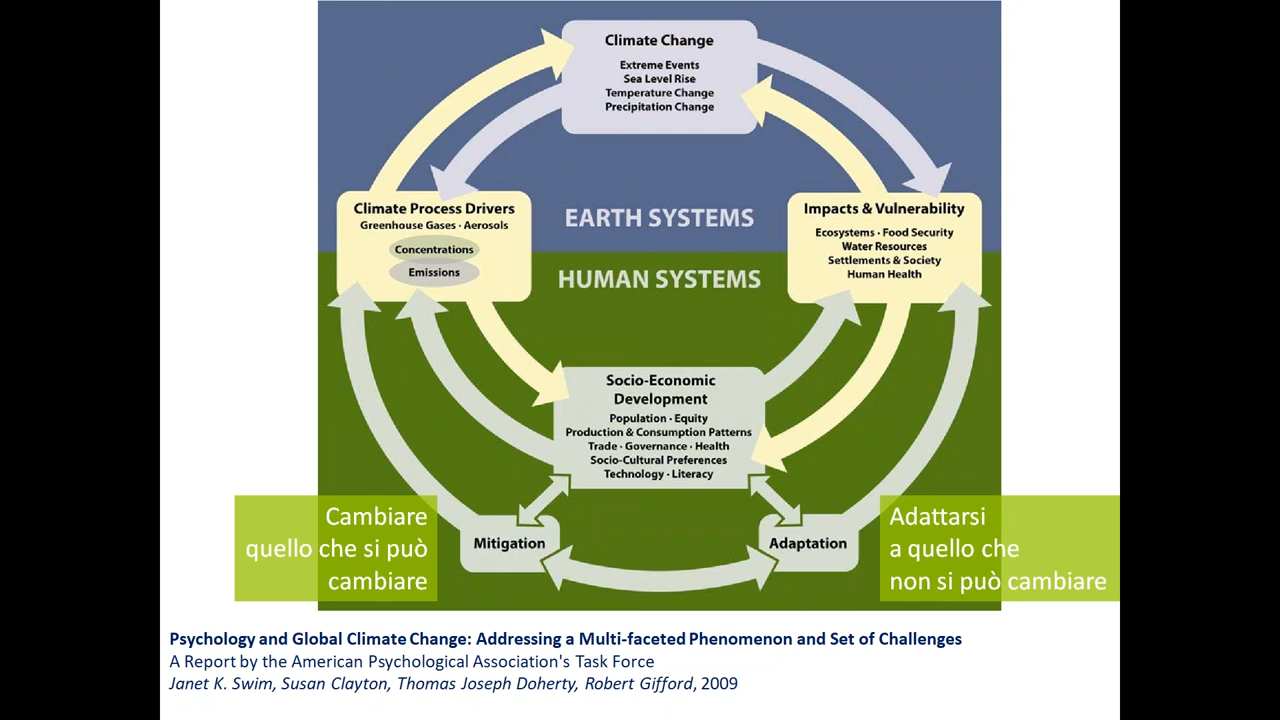 Climate Change
Extreme Events
Sea Level Rise
Temperature Change
Precipitation Change
Climate Process Drivers
Greenhouse Gases · Aerosols
Concentrations
Emissions
EARTH SYSTEMS
HUMAN SYSTEMS
Impacts & Vulnerability
Ecosystems · Food Security
Water Resources
Settlements & Society
Human Health
Socio-Economic
Development
Population · Equity
Production & Consumption Patterns
Trade · Governance · Health
Socio-Cultural Preferences
Technology · Literacy
Cambiare
quello che si può
cambiare
Mitigation
Adaptation
Adattarsi
a quello che
non si può cambiare
Psychology and Global Climate Change: Addressing a Multi-faceted Phenomenon and Set of Challenges
A Report by the American Psychological Association's Task Force
Janet K. Swim, Susan Clayton, Thomas Joseph Doherty, Robert Gifford, 2009